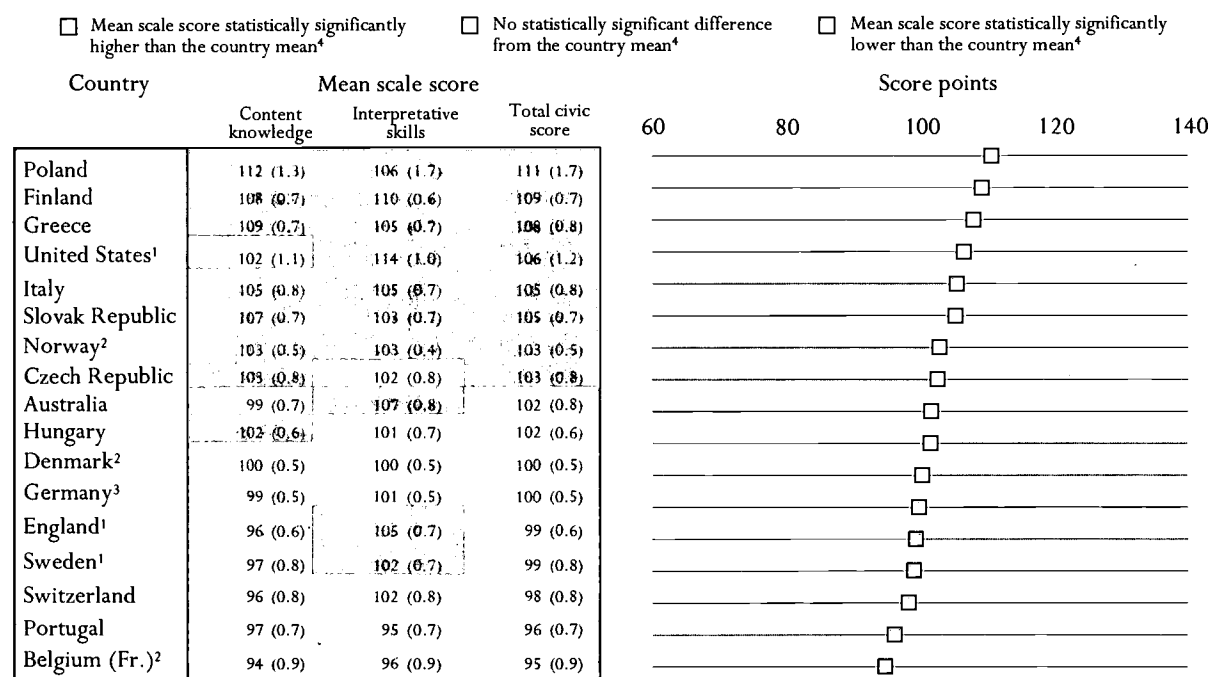 □ Mean scale score statistically significantly higher than the country mean⁴
□ No statistically significant difference from the country mean⁴
□ Mean scale score statistically significantly lower than the country mean⁴
Country Mean scale score Score points
Content knowledge Interpretative skills Total civic score
60 80 100 120 140
Poland 112 (1.3) 106 (1.7) 111 (1.7)
Finland 108 (0.7) 110 (0.6) 109 (0.7)
Greece 109 (0.7) 105 (0.7) 108 (0.8)
United States¹ 102 (1.1) 114 (1.0) 106 (1.2)
Italy 105 (0.8) 105 (0.7) 105 (0.8)
Slovak Republic 107 (0.7) 103 (0.7) 105 (0.7)
Norway² 103 (0.5) 103 (0.4) 103 (0.5)
Czech Republic 103 (0.8) 102 (0.8) 103 (0.8)
Australia 99 (0.7) 107 (0.8) 102 (0.8)
Hungary 102 (0.6) 101 (0.7) 102 (0.6)
Denmark² 100 (0.5) 100 (0.5) 100 (0.5)
Germany³ 99 (0.5) 101 (0.5) 100 (0.5)
England¹ 96 (0.6) 105 (0.7) 99 (0.6)
Sweden¹ 97 (0.8) 102 (0.7) 99 (0.8)
Switzerland 96 (0.8) 102 (0.8) 98 (0.8)
Portugal 97 (0.7) 95 (0.7) 96 (0.7)
Belgium (Fr.)² 94 (0.9) 96 (0.9) 95 (0.9)